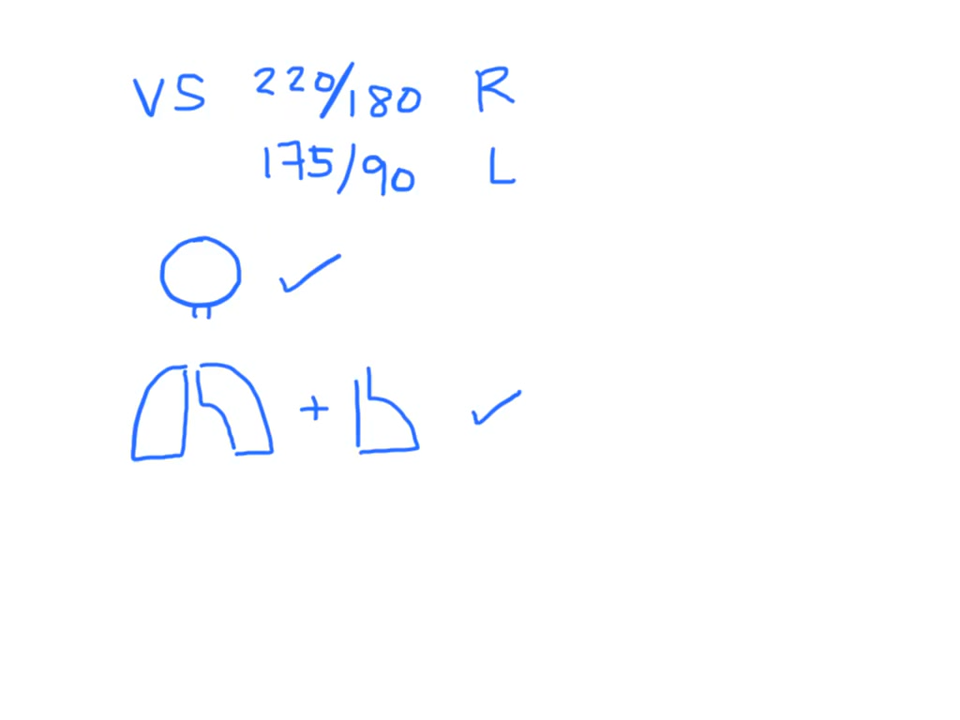 VS 220/180 R
175/90 L
✓
+ ✓